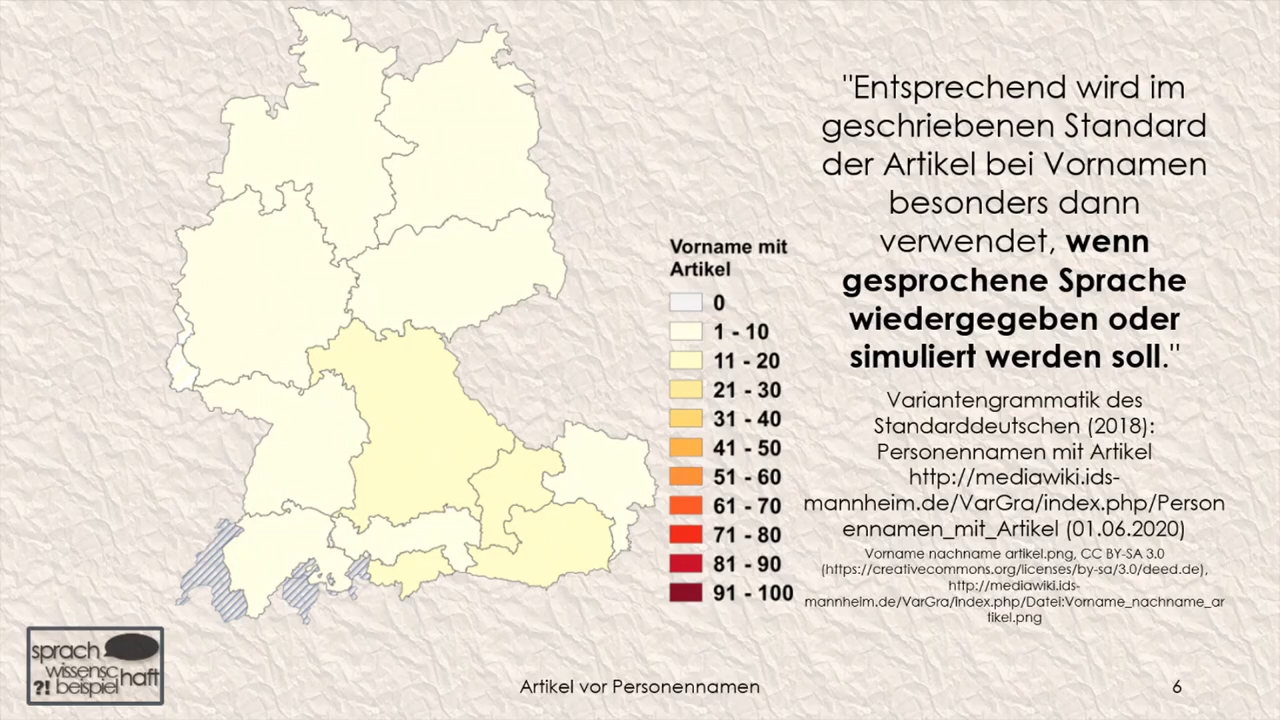 "Entsprechend wird im
geschriebenen Standard
der Artikel bei Vornamen
besonders dann
verwendet, wenn
gesprochene Sprache
wiedergegeben oder
simuliert werden soll."
Variantengrammatik des
Standarddeutschen (2018):
Personennamen mit Artikel
http://mediawiki.ids-
mannheim.de/VarGra/index.php/Person
ennamen_mit_Artikel (01.06.2020)
Vorname nachname artikel.png, CC BY-SA 3.0
(https://creativecommons.org/licenses/by-sa/3.0/deed.de),
http://mediawiki.ids-
mannheim.de/VarGra/index.php/Datei:Vorname_nachname_ar
tikel.png
Vorname mit
Artikel
0
1 - 10
11 - 20
21 - 30
31 - 40
41 - 50
51 - 60
61 - 70
71 - 80
81 - 90
91 - 100
sprach
wissensc
haft
?! beispiel
Artikel vor Personennamen
6